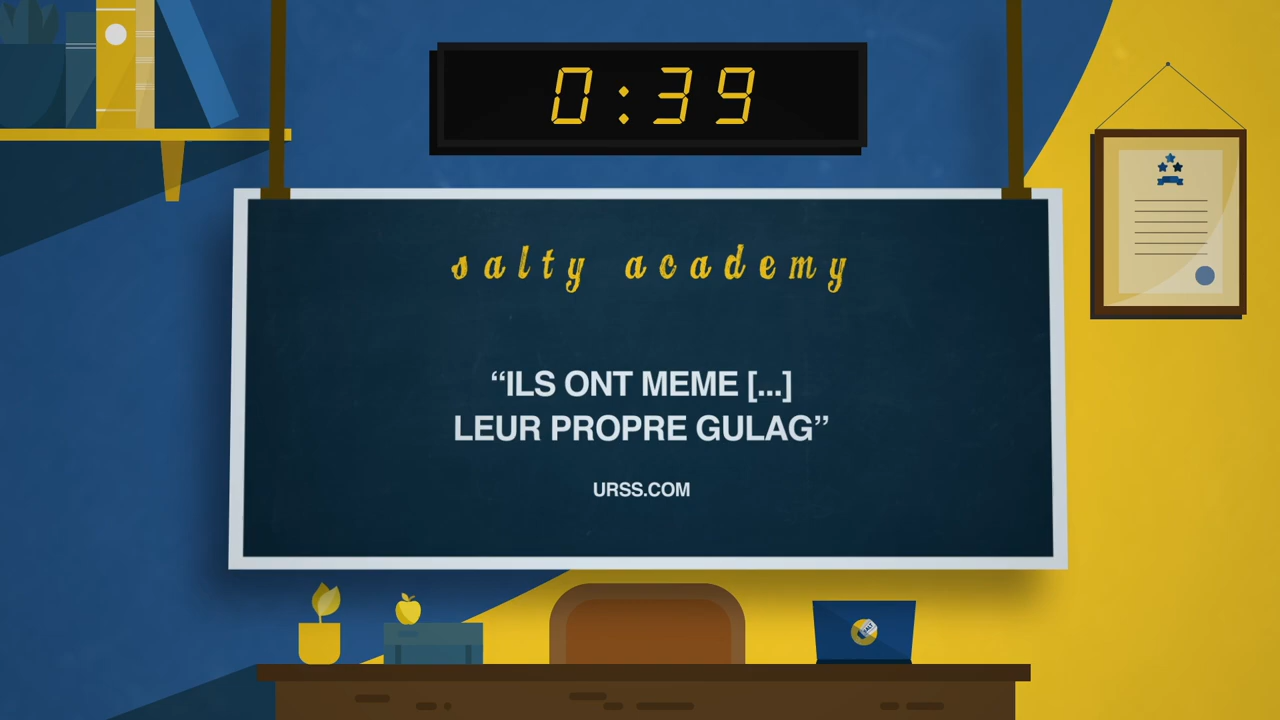 0:39
salty academy
“ILS ONT MEME [...]
LEUR PROPRE GULAG”
URSS.COM